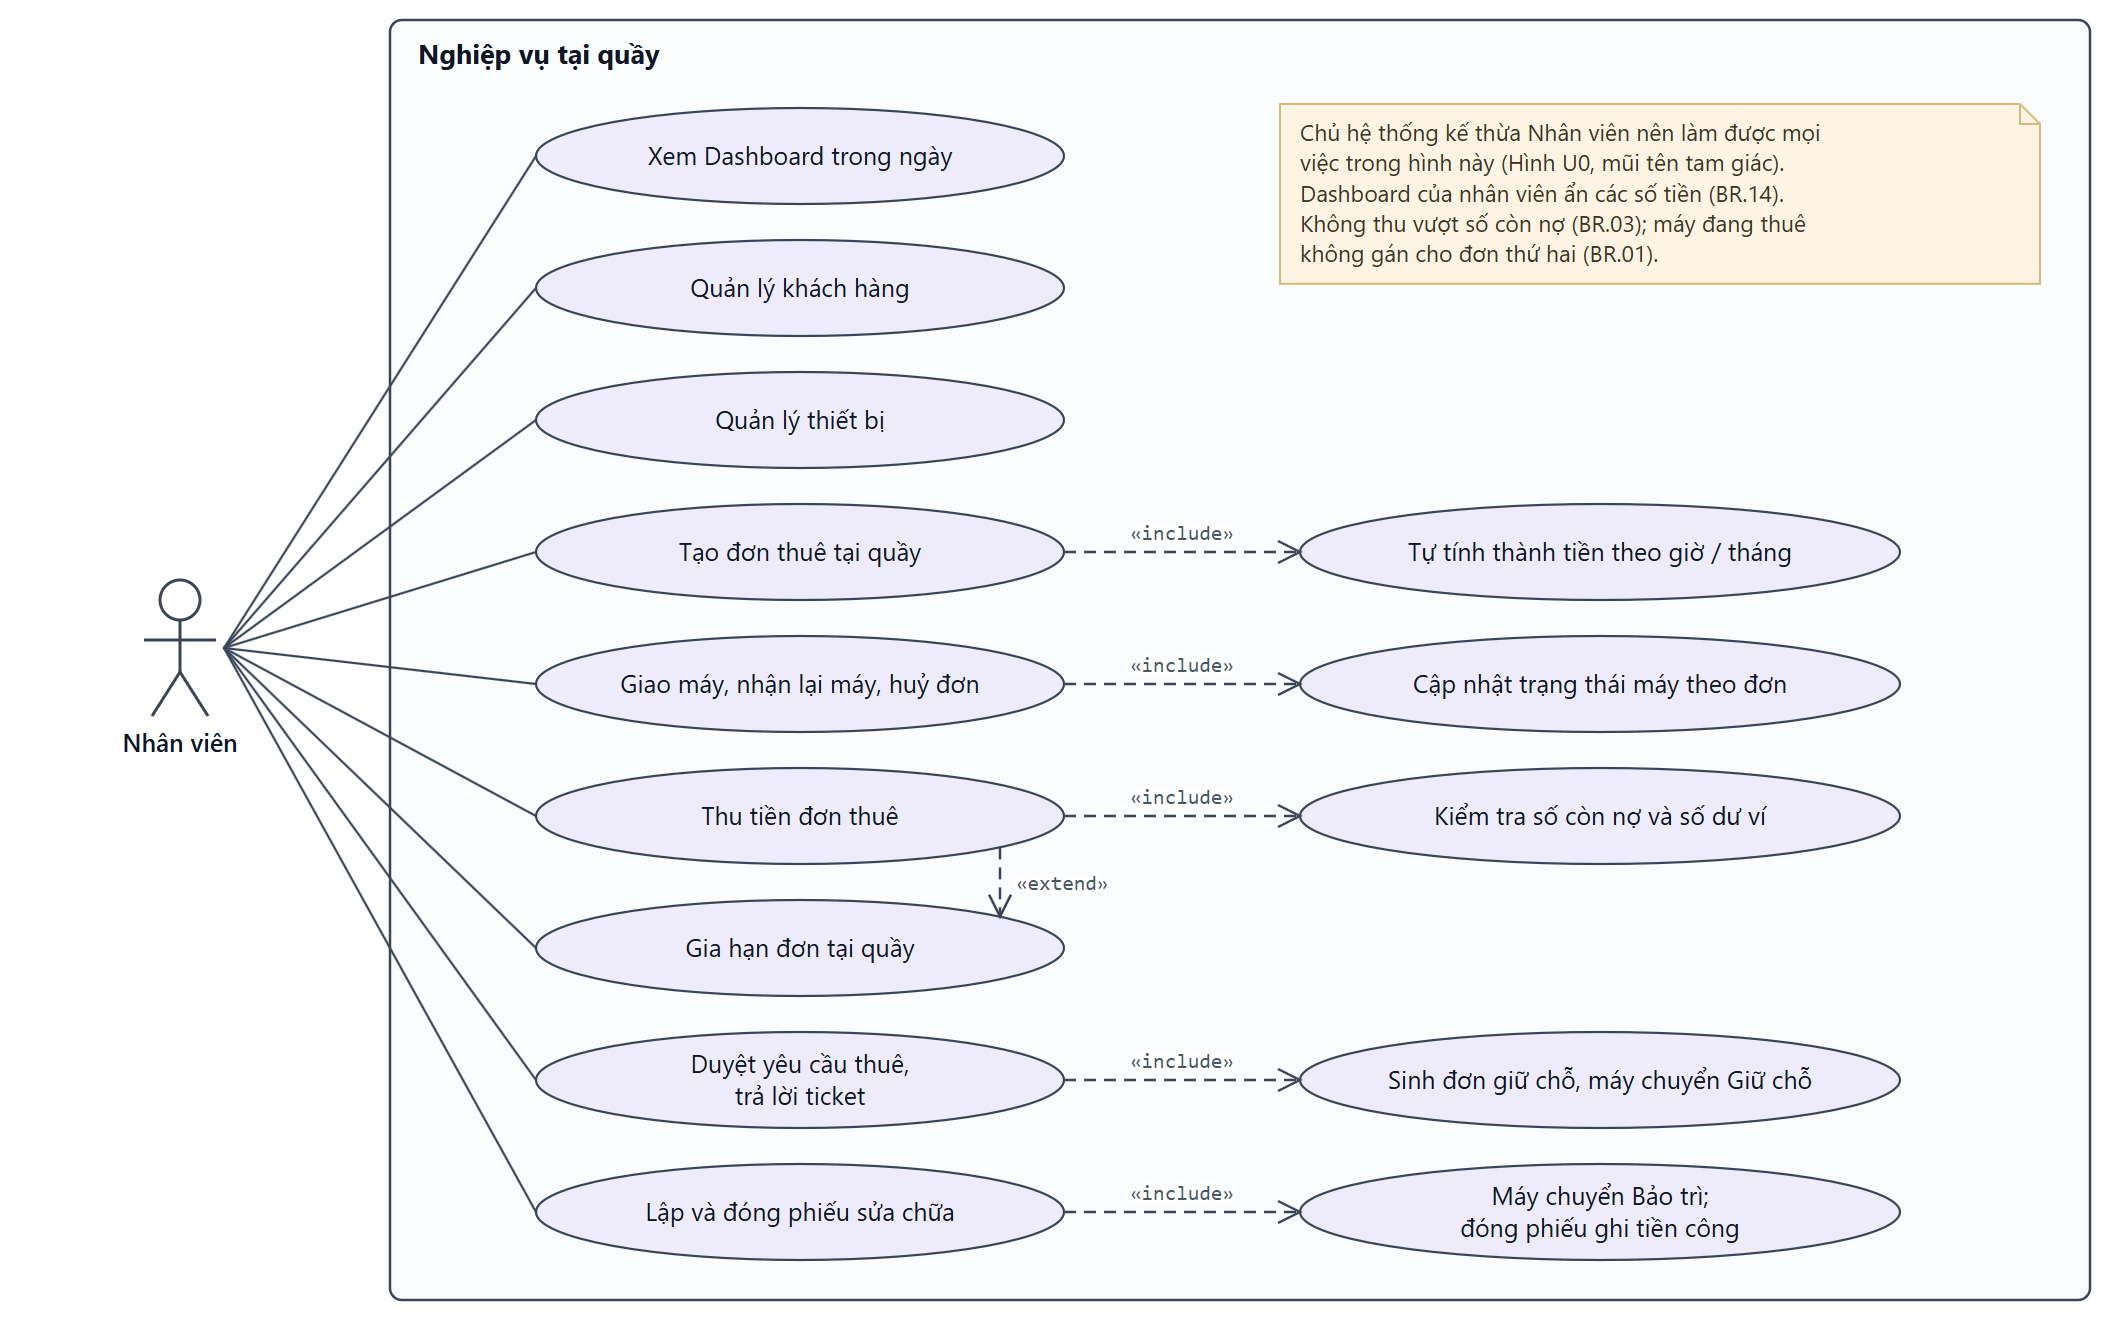 Nghiệp vụ tại quầy
Chủ hệ thống kế thừa Nhân viên nên làm được mọi
việc trong hình này (Hình U0, mũi tên tam giác).
Dashboard của nhân viên ẩn các số tiền (BR.14).
Không thu vượt số còn nợ (BR.03); máy đang thuê
không gán cho đơn thứ hai (BR.01).
Xem Dashboard trong ngày
Quản lý khách hàng
Quản lý thiết bị
Tạo đơn thuê tại quầy
«include»
Tự tính thành tiền theo giờ / tháng
Giao máy, nhận lại máy, huỷ đơn
«include»
Cập nhật trạng thái máy theo đơn
Nhân viên
Thu tiền đơn thuê
«include»
Kiểm tra số còn nợ và số dư ví
«extend»
Gia hạn đơn tại quầy
Duyệt yêu cầu thuê,
trả lời ticket
«include»
Sinh đơn giữ chỗ, máy chuyển Giữ chỗ
Lập và đóng phiếu sửa chữa
«include»
Máy chuyển Bảo trì;
đóng phiếu ghi tiền công